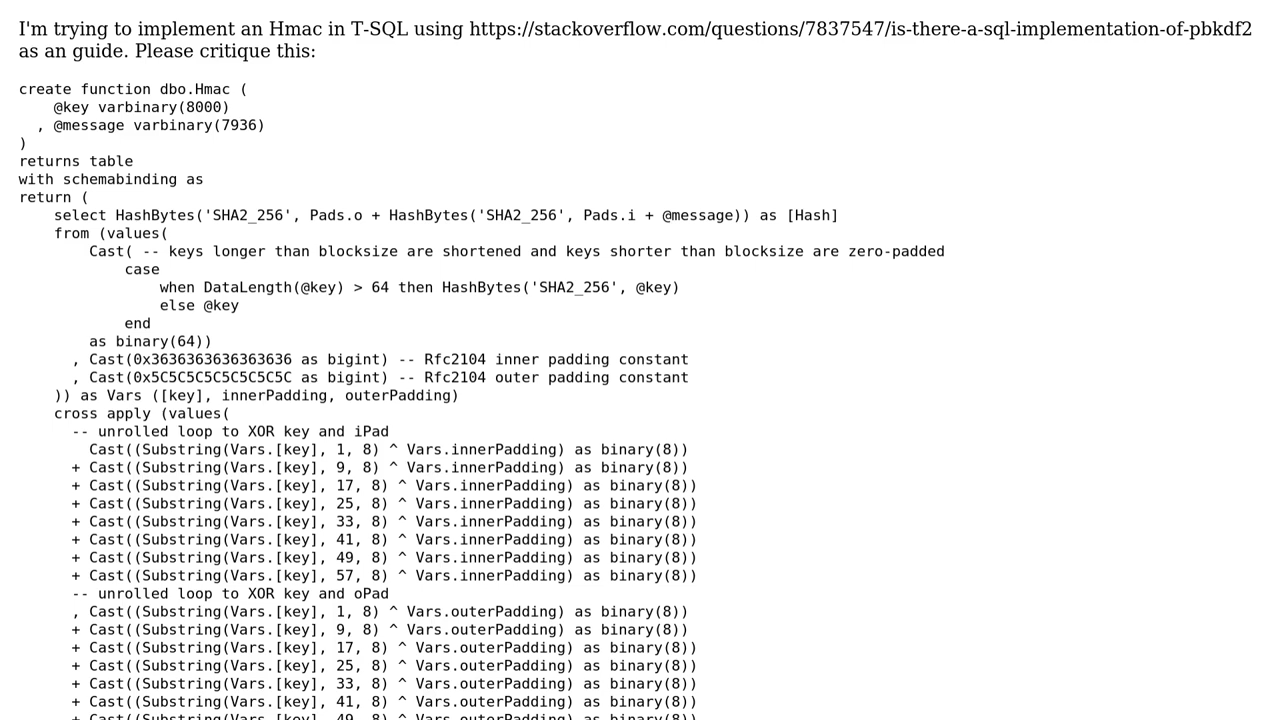 I'm trying to implement an Hmac in T-SQL using https://stackoverflow.com/questions/7837547/is-there-a-sql-implementation-of-pbkdf2
as an guide. Please critique this:
create function dbo.Hmac (
    @key varbinary(8000)
  , @message varbinary(7936)
)
returns table
with schemabinding as
return (
    select HashBytes('SHA2_256', Pads.o + HashBytes('SHA2_256', Pads.i + @message)) as [Hash]
    from (values(
        Cast( -- keys longer than blocksize are shortened and keys shorter than blocksize are zero-padded
            case
                when DataLength(@key) > 64 then HashBytes('SHA2_256', @key)
                else @key
            end
        as binary(64))
      , Cast(0x3636363636363636 as bigint) -- Rfc2104 inner padding constant
      , Cast(0x5C5C5C5C5C5C5C5C as bigint) -- Rfc2104 outer padding constant
    )) as Vars ([key], innerPadding, outerPadding)
    cross apply (values(
      -- unrolled loop to XOR key and iPad
        Cast((Substring(Vars.[key], 1, 8) ^ Vars.innerPadding) as binary(8))
      + Cast((Substring(Vars.[key], 9, 8) ^ Vars.innerPadding) as binary(8))
      + Cast((Substring(Vars.[key], 17, 8) ^ Vars.innerPadding) as binary(8))
      + Cast((Substring(Vars.[key], 25, 8) ^ Vars.innerPadding) as binary(8))
      + Cast((Substring(Vars.[key], 33, 8) ^ Vars.innerPadding) as binary(8))
      + Cast((Substring(Vars.[key], 41, 8) ^ Vars.innerPadding) as binary(8))
      + Cast((Substring(Vars.[key], 49, 8) ^ Vars.innerPadding) as binary(8))
      + Cast((Substring(Vars.[key], 57, 8) ^ Vars.innerPadding) as binary(8))
      -- unrolled loop to XOR key and oPad
      , Cast((Substring(Vars.[key], 1, 8) ^ Vars.outerPadding) as binary(8))
      + Cast((Substring(Vars.[key], 9, 8) ^ Vars.outerPadding) as binary(8))
      + Cast((Substring(Vars.[key], 17, 8) ^ Vars.outerPadding) as binary(8))
      + Cast((Substring(Vars.[key], 25, 8) ^ Vars.outerPadding) as binary(8))
      + Cast((Substring(Vars.[key], 33, 8) ^ Vars.outerPadding) as binary(8))
      + Cast((Substring(Vars.[key], 41, 8) ^ Vars.outerPadding) as binary(8))
      + Cast((Substring(Vars.[key], 49, 8) ^ Vars.outerPadding) as binary(8))